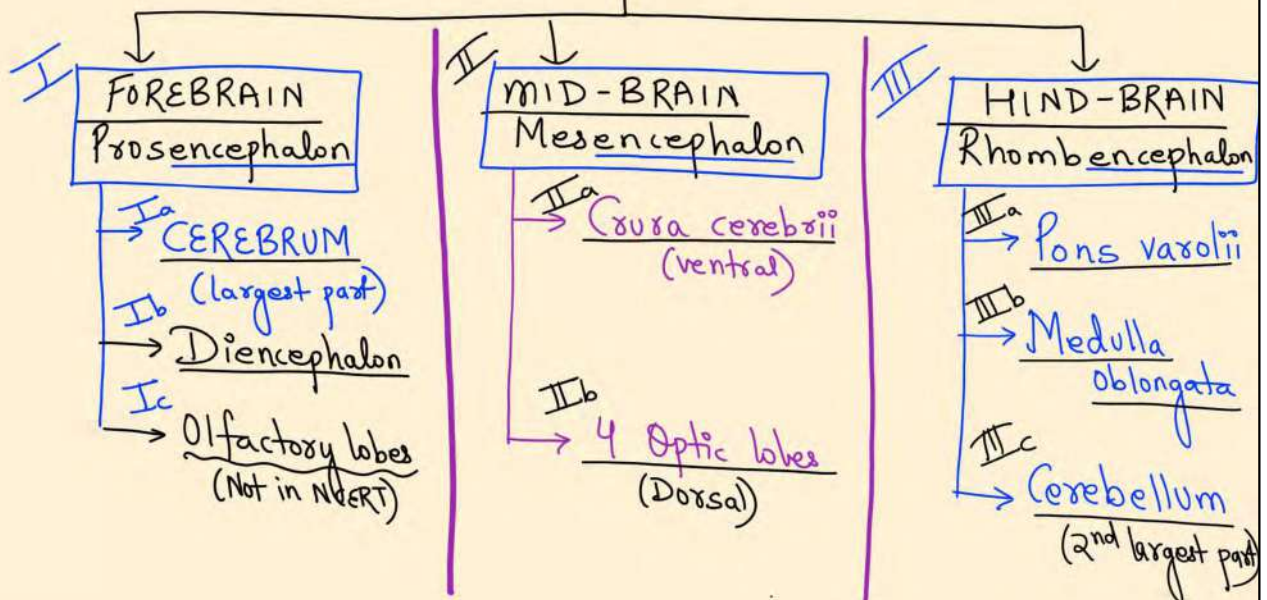 I
FOREBRAIN
Prosencephalon
Ia
CEREBRUM
(largest part)
Ib
Diencephalon
Ic
Olfactory lobes
(Not in NCERT)
II
MID-BRAIN
Mesencephalon
IIa
Crura cerebrii
(ventral)
IIb
4 Optic lobes
(Dorsal)
III
HIND-BRAIN
Rhombencephalon
IIIa
Pons varolii
IIIb
Medulla
oblongata
IIIc
Cerebellum
(2nd largest part)